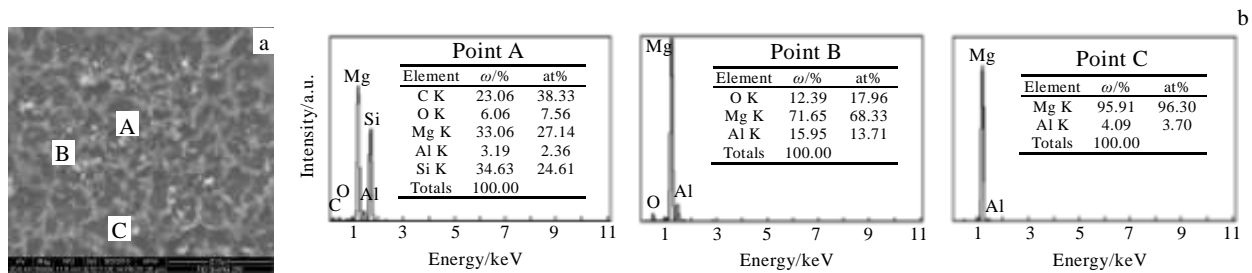 a
A
B
C
b
Intensity/a.u.
Point A
Element ω/% at%
C K 23.06 38.33
O K 6.06 7.56
Mg K 33.06 27.14
Al K 3.19 2.36
Si K 34.63 24.61
Totals 100.00
Mg
Si
O
Al
C
1 3 5 7 9 11
Energy/keV
Point B
Element ω/% at%
O K 12.39 17.96
Mg K 71.65 68.33
Al K 15.95 13.71
Totals 100.00
Mg
Al
O
1 3 5 7 9 11
Energy/keV
Point C
Element ω/% at%
Mg K 95.91 96.30
Al K 4.09 3.70
Totals 100.00
Mg
Al
1 3 5 7 9 11
Energy/keV